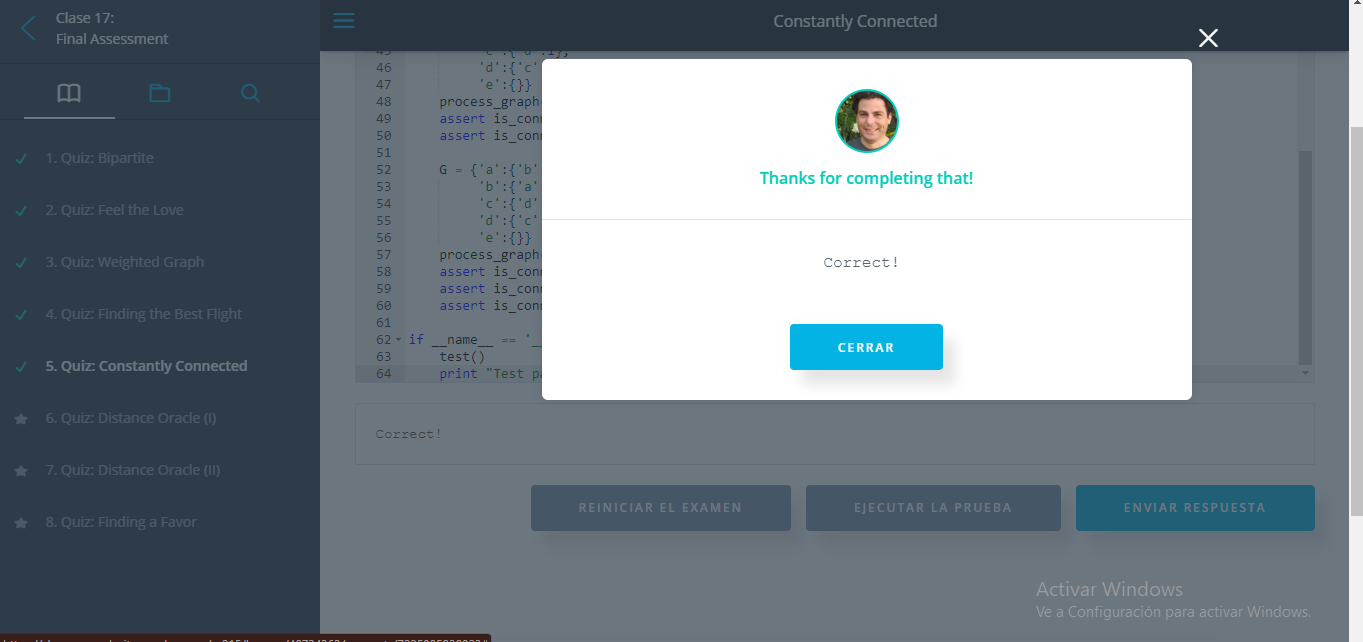 Clase 17:
Final Assessment
1. Quiz: Bipartite
2. Quiz: Feel the Love
3. Quiz: Weighted Graph
4. Quiz: Finding the Best Flight
5. Quiz: Constantly Connected
6. Quiz: Distance Oracle (I)
7. Quiz: Distance Oracle (II)
8. Quiz: Finding a Favor
Constantly Connected
46 'd':{'c'
47 'e':{}}
48 process_graph
49 assert is_conn
50 assert is_conn
51
52 G = {'a':{'b'
53 'b':{'a'
54 'c':{'d'
55 'd':{'c'
56 'e':{}}
57 process_graph
58 assert is_conn
59 assert is_conn
60 assert is_conn
61
62 if __name__ == '__
63 test()
64 print "Test pa
Thanks for completing that!
Correct!
CERRAR
Correct!
REINICIAR EL EXAMEN
EJECUTAR LA PRUEBA
ENVIAR RESPUESTA
Activar Windows
Ve a Configuración para activar Windows.